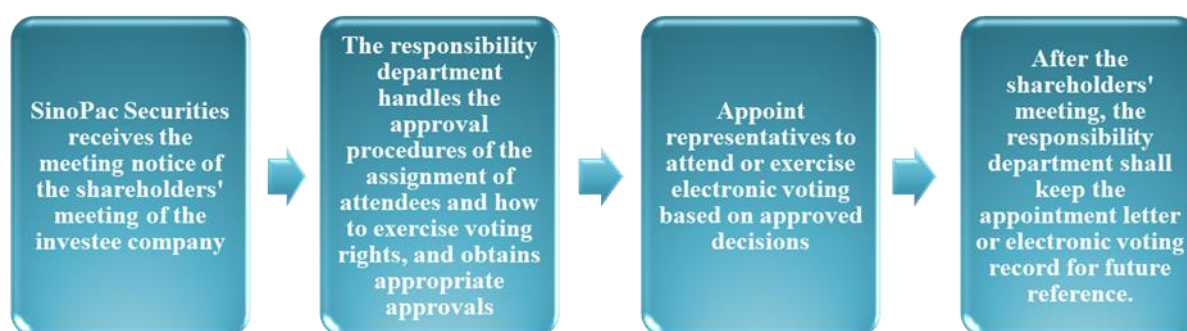 SinoPac Securities
receives the
meeting notice of
the shareholders'
meeting of the
investee company
The responsibility
department
handles the
approval
procedures of the
assignment of
attendees and how
to exercise voting
rights, and obtains
appropriate
approvals
Appoint
representatives to
attend or exercise
electronic voting
based on approved
decisions
After the
shareholders'
meeting, the
responsibility
department shall
keep the
appointment letter
or electronic voting
record for future
reference.